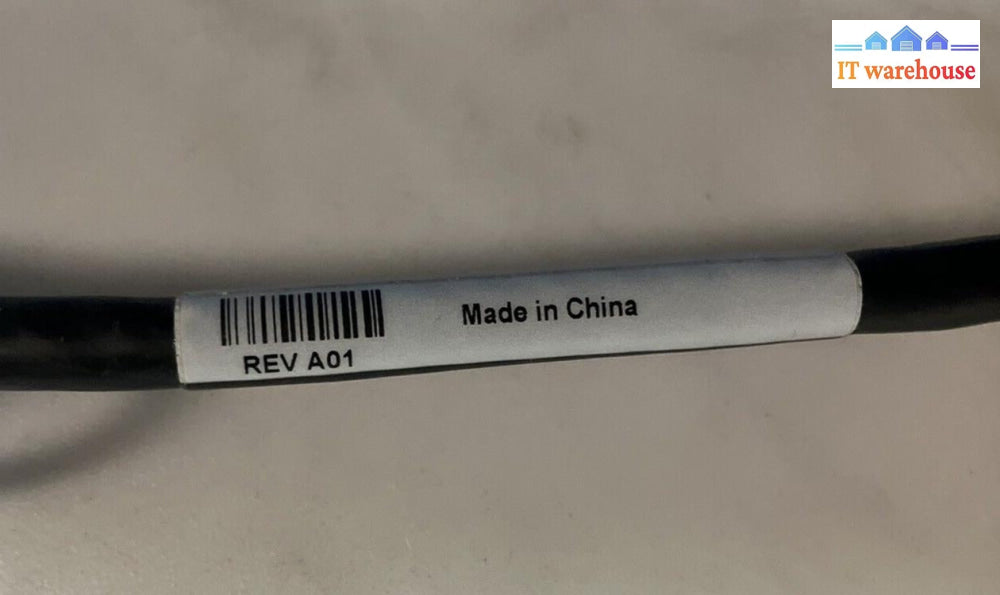 IT warehouse
Made in China
REV A01